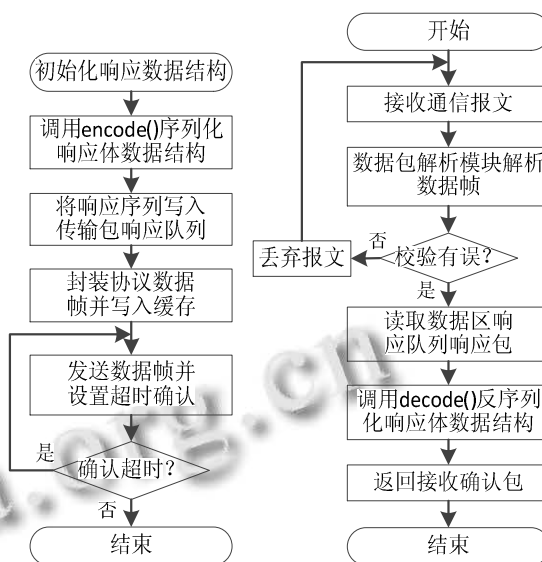 初始化响应数据结构
调用encode()序列化
响应体数据结构
将响应序列写入
传输包响应队列
封装协议数据
帧并写入缓存
发送数据帧并
设置超时确认
是
确认超时？
否
结束
开始
接收通信报文
数据包解析模块解析
数据帧
否
丢弃报文
校验有误？
是
读取数据区响
应队列响应包
调用decode()反序列
化响应体数据结构
返回接收确认包
结束
.org.cn